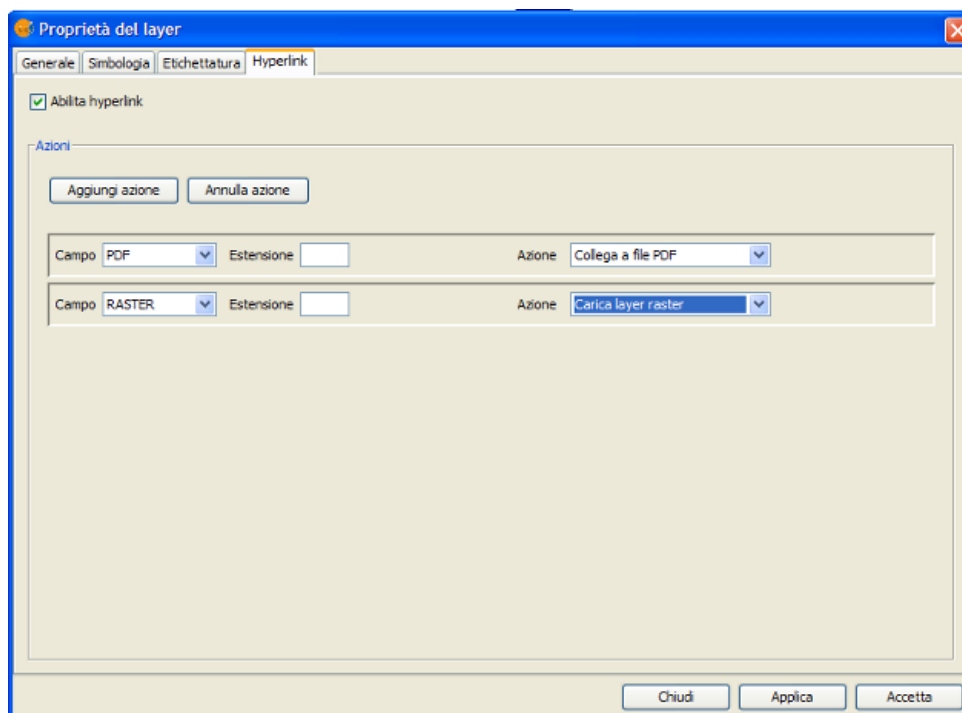 Proprietà del layer
Generale Simbologia Etichettatura Hyperlink
Abilita hyperlink
Azioni
Aggiungi azione Annulla azione
Campo PDF Estensione Azione Collega a file PDF
Campo RASTER Estensione Azione Carica layer raster
Chiudi Applica Accetta